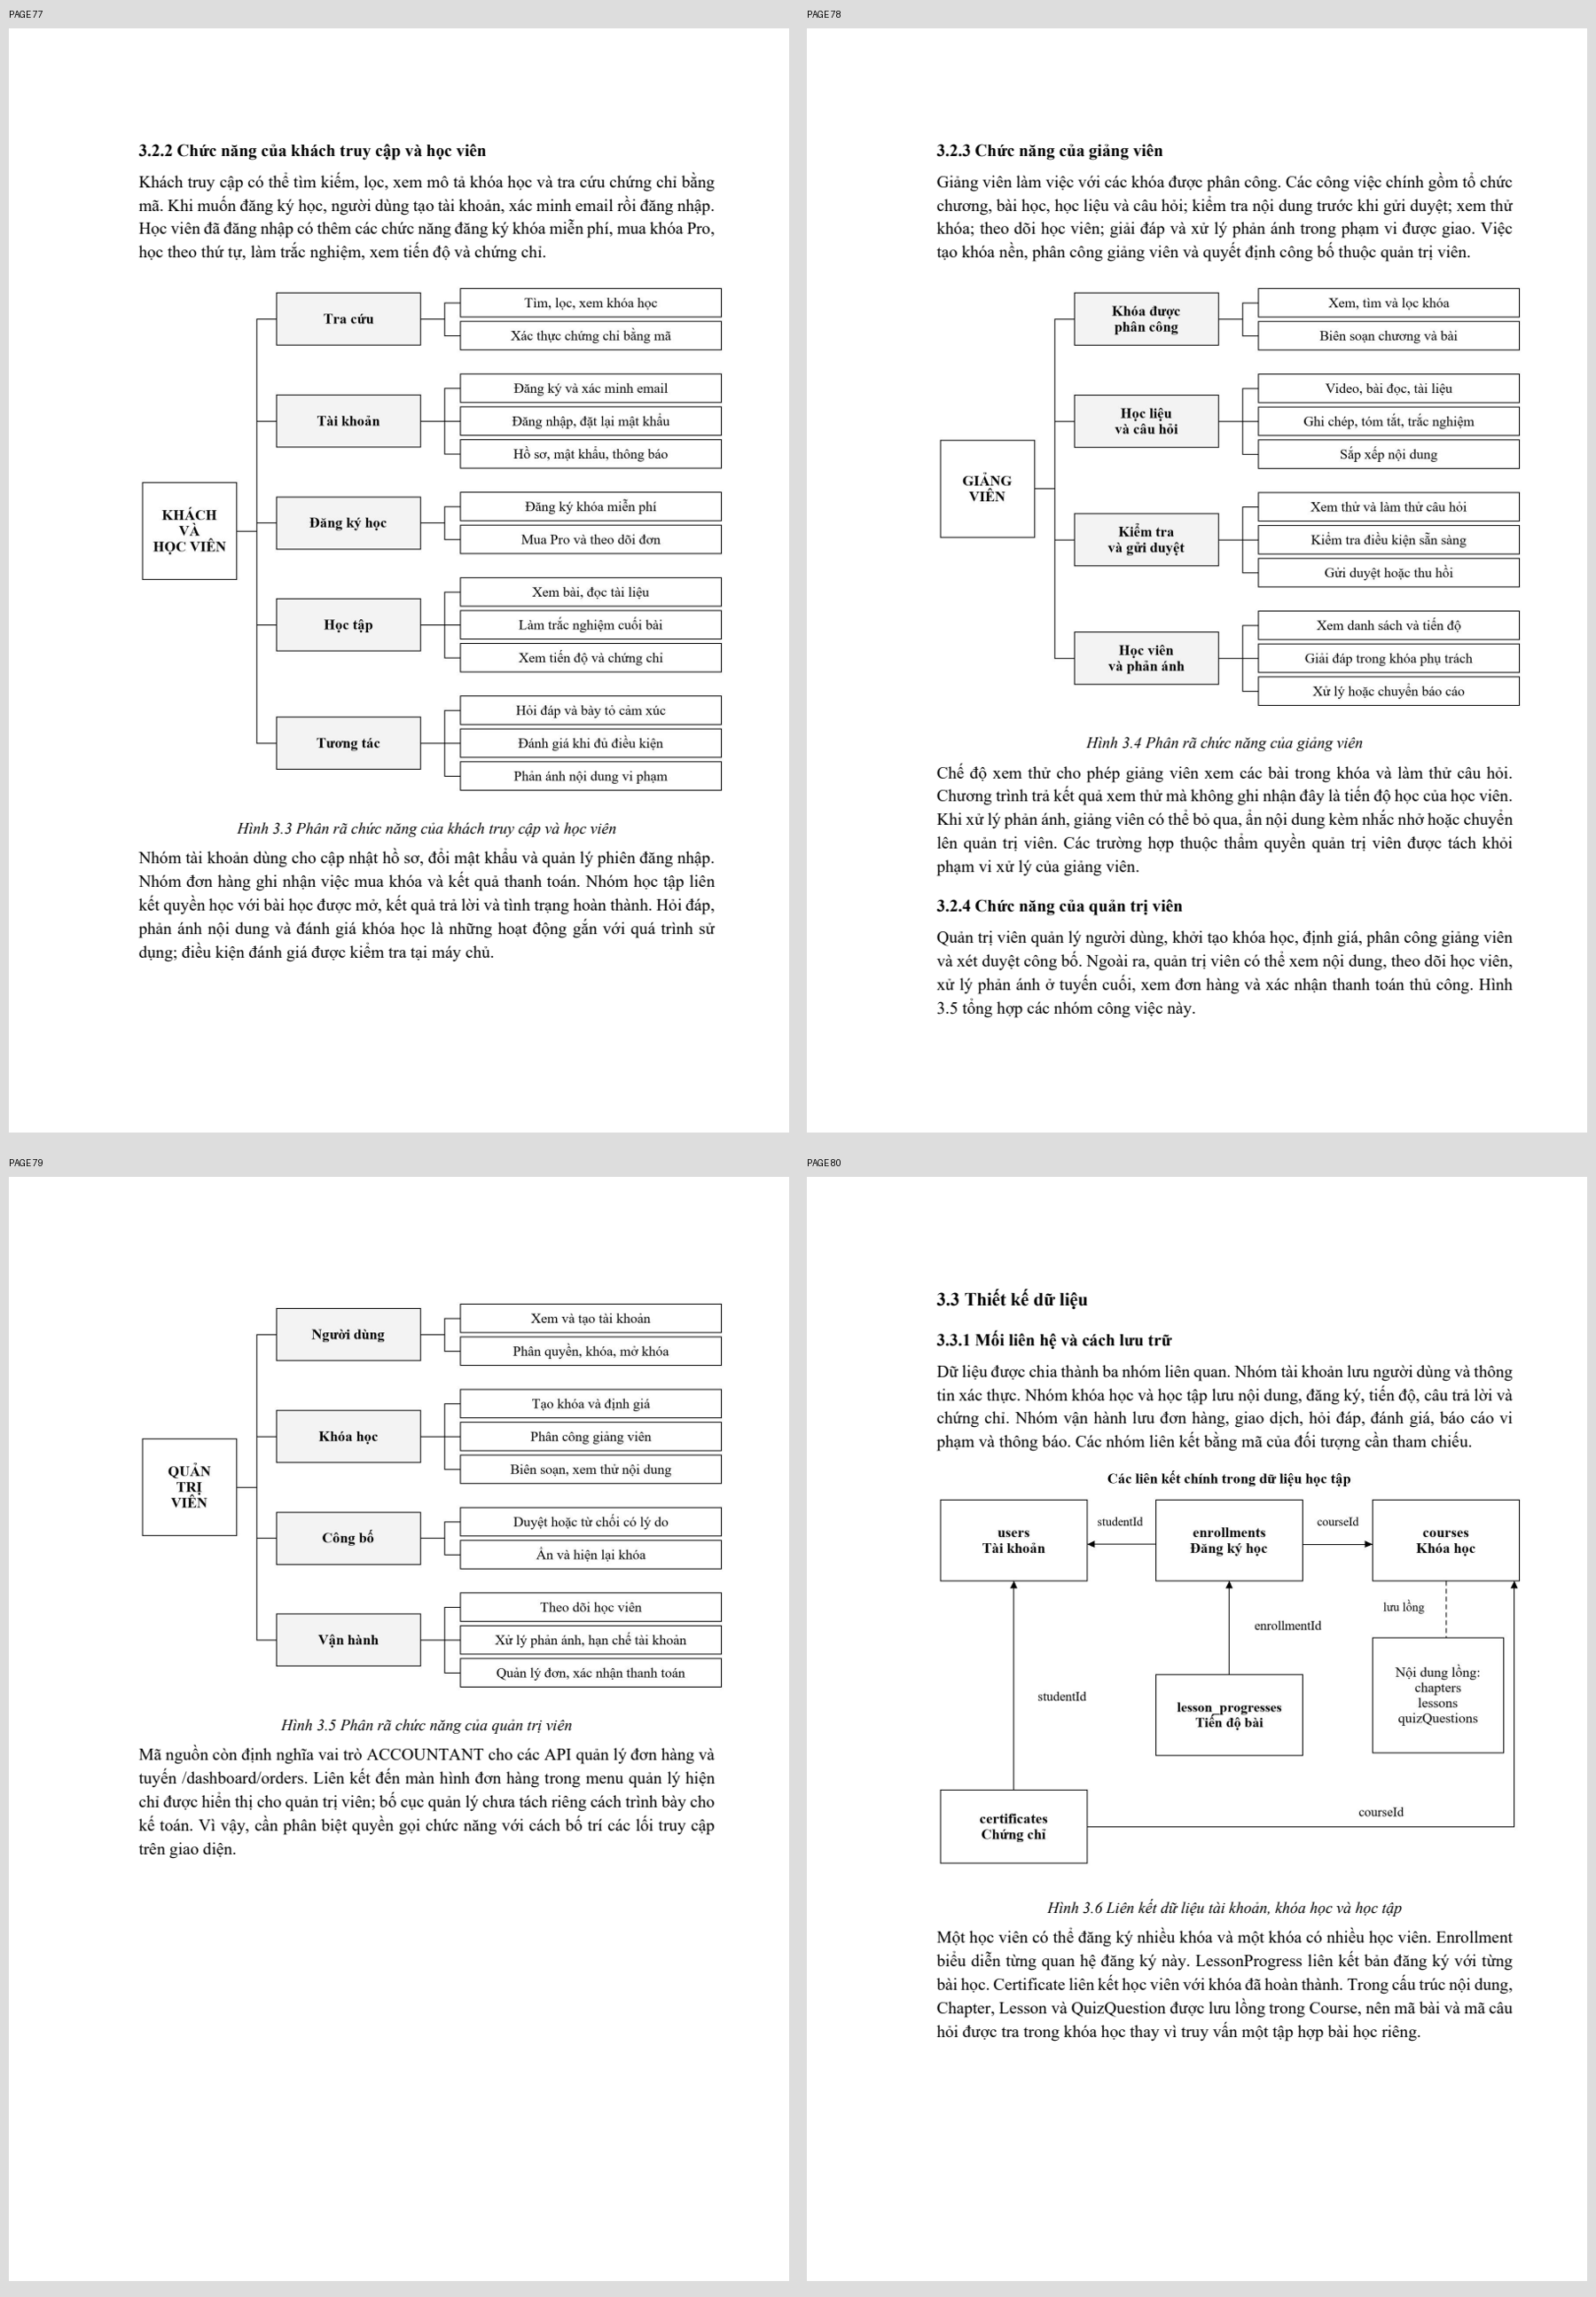 PAGE 77
3.2.2 Chức năng của khách truy cập và học viên
Khách truy cập có thể tìm kiếm, lọc, xem mô tả khóa học và tra cứu chứng chỉ bằng
mã. Khi muốn đăng ký học, người dùng tạo tài khoản, xác minh email rồi đăng nhập.
Học viên đã đăng nhập có thêm các chức năng đăng ký khóa miễn phí, mua khóa Pro,
học theo thứ tự, làm trắc nghiệm, xem tiến độ và chứng chỉ.
KHÁCH
VÀ
HỌC VIÊN
Tra cứu
Tìm, lọc, xem khóa học
Xác thực chứng chỉ bằng mã
Tài khoản
Đăng ký và xác minh email
Đăng nhập, đặt lại mật khẩu
Hồ sơ, mật khẩu, thông báo
Đăng ký học
Đăng ký khóa miễn phí
Mua Pro và theo dõi đơn
Học tập
Xem bài, đọc tài liệu
Làm trắc nghiệm cuối bài
Xem tiến độ và chứng chỉ
Tương tác
Hỏi đáp và bày tỏ cảm xúc
Đánh giá khi đủ điều kiện
Phản ánh nội dung vi phạm
Hình 3.3 Phân rã chức năng của khách truy cập và học viên
Nhóm tài khoản dùng cho cập nhật hồ sơ, đổi mật khẩu và quản lý phiên đăng nhập.
Nhóm đơn hàng ghi nhận việc mua khóa và kết quả thanh toán. Nhóm học tập liên
kết quyền học với bài học được mở, kết quả trả lời và tình trạng hoàn thành. Hỏi đáp,
phản ánh nội dung và đánh giá khóa học là những hoạt động gắn với quá trình sử
dụng; điều kiện đánh giá được kiểm tra tại máy chủ.
PAGE 78
3.2.3 Chức năng của giảng viên
Giảng viên làm việc với các khóa được phân công. Các công việc chính gồm tổ chức
chương, bài học, học liệu và câu hỏi; kiểm tra nội dung trước khi gửi duyệt; xem thử
khóa; theo dõi học viên; giải đáp và xử lý phản ánh trong phạm vi được giao. Việc
tạo khóa nền, phân công giảng viên và quyết định công bố thuộc quản trị viên.
GIẢNG
VIÊN
Khóa được
phân công
Xem, tìm và lọc khóa
Biên soạn chương và bài
Học liệu
và câu hỏi
Video, bài đọc, tài liệu
Ghi chép, tóm tắt, trắc nghiệm
Sắp xếp nội dung
Kiểm tra
và gửi duyệt
Xem thử và làm thử câu hỏi
Kiểm tra điều kiện sẵn sàng
Gửi duyệt hoặc thu hồi
Học viên
và phản ánh
Xem danh sách và tiến độ
Giải đáp trong khóa phụ trách
Xử lý hoặc chuyển báo cáo
Hình 3.4 Phân rã chức năng của giảng viên
Chế độ xem thử cho phép giảng viên xem các bài trong khóa và làm thử câu hỏi.
Chương trình trả kết quả xem thử mà không ghi nhận đây là tiến độ học của học viên.
Khi xử lý phản ánh, giảng viên có thể bỏ qua, ẩn nội dung kèm nhắc nhở hoặc chuyển
lên quản trị viên. Các trường hợp thuộc thẩm quyền quản trị viên được tách khỏi
phạm vi xử lý của giảng viên.
3.2.4 Chức năng của quản trị viên
Quản trị viên quản lý người dùng, khởi tạo khóa học, định giá, phân công giảng viên
và xét duyệt công bố. Ngoài ra, quản trị viên có thể xem nội dung, theo dõi học viên,
xử lý phản ánh ở tuyến cuối, xem đơn hàng và xác nhận thanh toán thủ công. Hình
3.5 tổng hợp các nhóm công việc này.
PAGE 79
QUẢN
TRỊ
VIÊN
Người dùng
Xem và tạo tài khoản
Phân quyền, khóa, mở khóa
Khóa học
Tạo khóa và định giá
Phân công giảng viên
Biên soạn, xem thử nội dung
Công bố
Duyệt hoặc từ chối có lý do
Ẩn và hiện lại khóa
Vận hành
Theo dõi học viên
Xử lý phản ánh, hạn chế tài khoản
Quản lý đơn, xác nhận thanh toán
Hình 3.5 Phân rã chức năng của quản trị viên
Mã nguồn còn định nghĩa vai trò ACCOUNTANT cho các API quản lý đơn hàng và
tuyến /dashboard/orders. Liên kết đến màn hình đơn hàng trong menu quản lý hiện
chỉ được hiển thị cho quản trị viên; bố cục quản lý chưa tách riêng cách trình bày cho
kế toán. Vì vậy, cần phân biệt quyền gọi chức năng với cách bố trí các lối truy cập
trên giao diện.
PAGE 80
3.3 Thiết kế dữ liệu
3.3.1 Mối liên hệ và cách lưu trữ
Dữ liệu được chia thành ba nhóm liên quan. Nhóm tài khoản lưu người dùng và thông
tin xác thực. Nhóm khóa học và học tập lưu nội dung, đăng ký, tiến độ, câu trả lời và
chứng chỉ. Nhóm vận hành lưu đơn hàng, giao dịch, hỏi đáp, đánh giá, báo cáo vi
phạm và thông báo. Các nhóm liên kết bằng mã của đối tượng cần tham chiếu.
Các liên kết chính trong dữ liệu học tập
users
Tài khoản
studentId
enrollments
Đăng ký học
courseId
courses
Khóa học
lưu lồng
enrollmentId
Nội dung lồng:
chapters
lessons
quizQuestions
studentId
lesson_progresses
Tiến độ bài
certificates
Chứng chỉ
courseId
Hình 3.6 Liên kết dữ liệu tài khoản, khóa học và học tập
Một học viên có thể đăng ký nhiều khóa và một khóa có nhiều học viên. Enrollment
biểu diễn từng quan hệ đăng ký này. LessonProgress liên kết bản đăng ký với từng
bài học. Certificate liên kết học viên với khóa đã hoàn thành. Trong cấu trúc nội dung,
Chapter, Lesson và QuizQuestion được lưu lồng trong Course, nên mã bài và mã câu
hỏi được tra trong khóa học thay vì truy vấn một tập hợp bài học riêng.